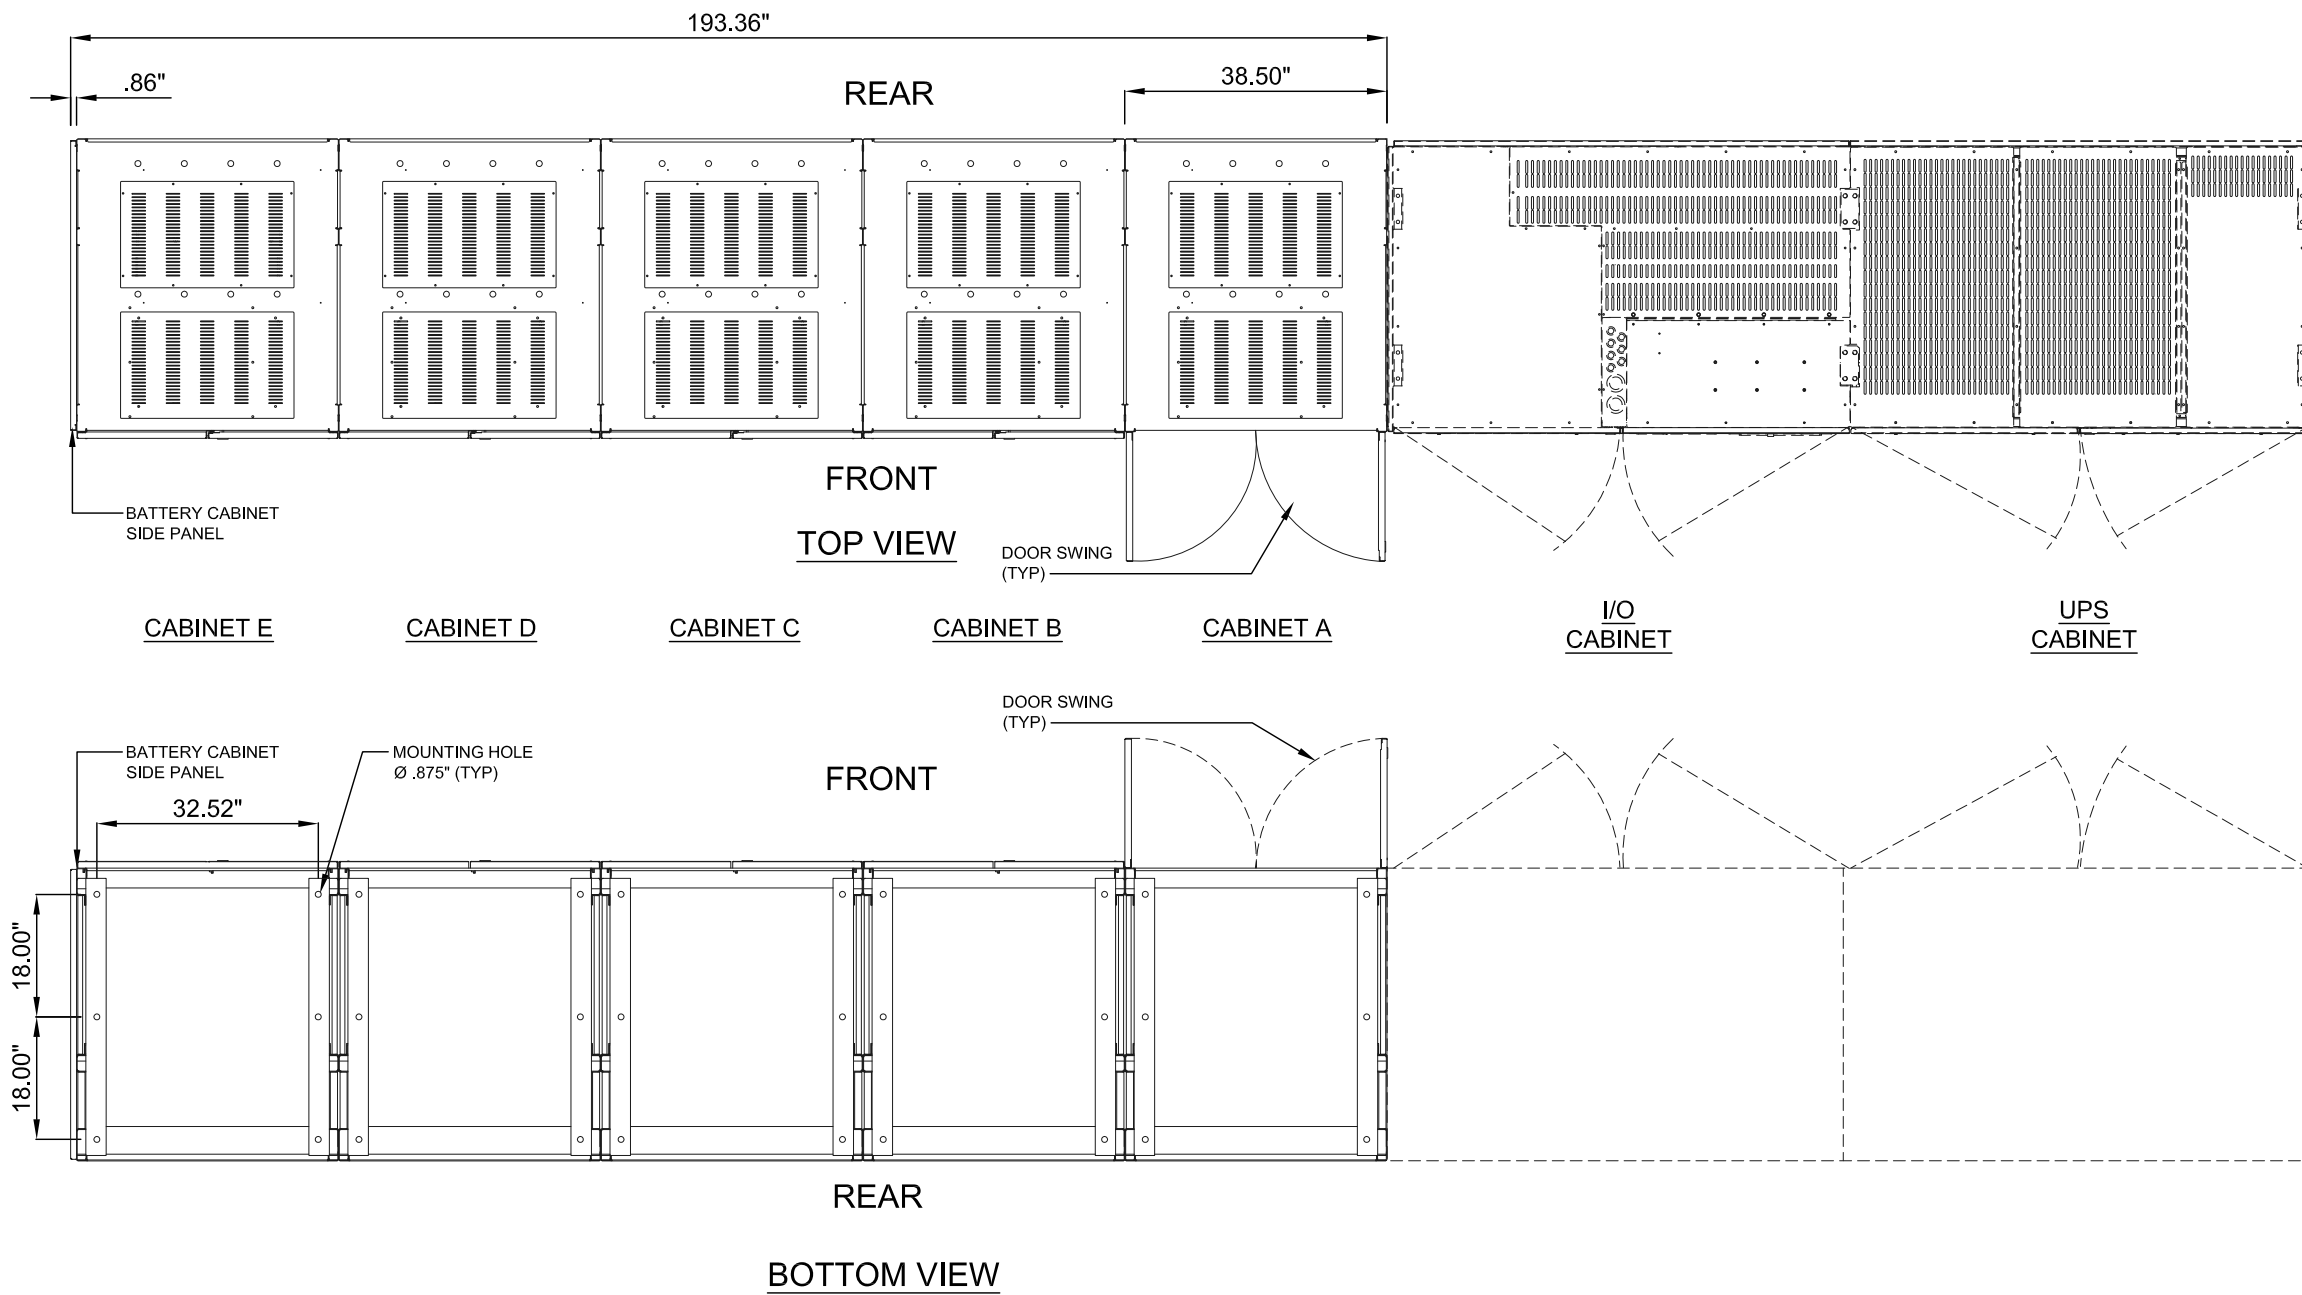 193.36"
.86"
REAR
38.50"
FRONT
BATTERY CABINET
SIDE PANEL
TOP VIEW
DOOR SWING
(TYP)
CABINET E
CABINET D
CABINET C
CABINET B
CABINET A
I/O
CABINET
UPS
CABINET
DOOR SWING
(TYP)
BATTERY CABINET
SIDE PANEL
MOUNTING HOLE
Ø .875" (TYP)
FRONT
32.52"
18.00"
18.00"
REAR
BOTTOM VIEW